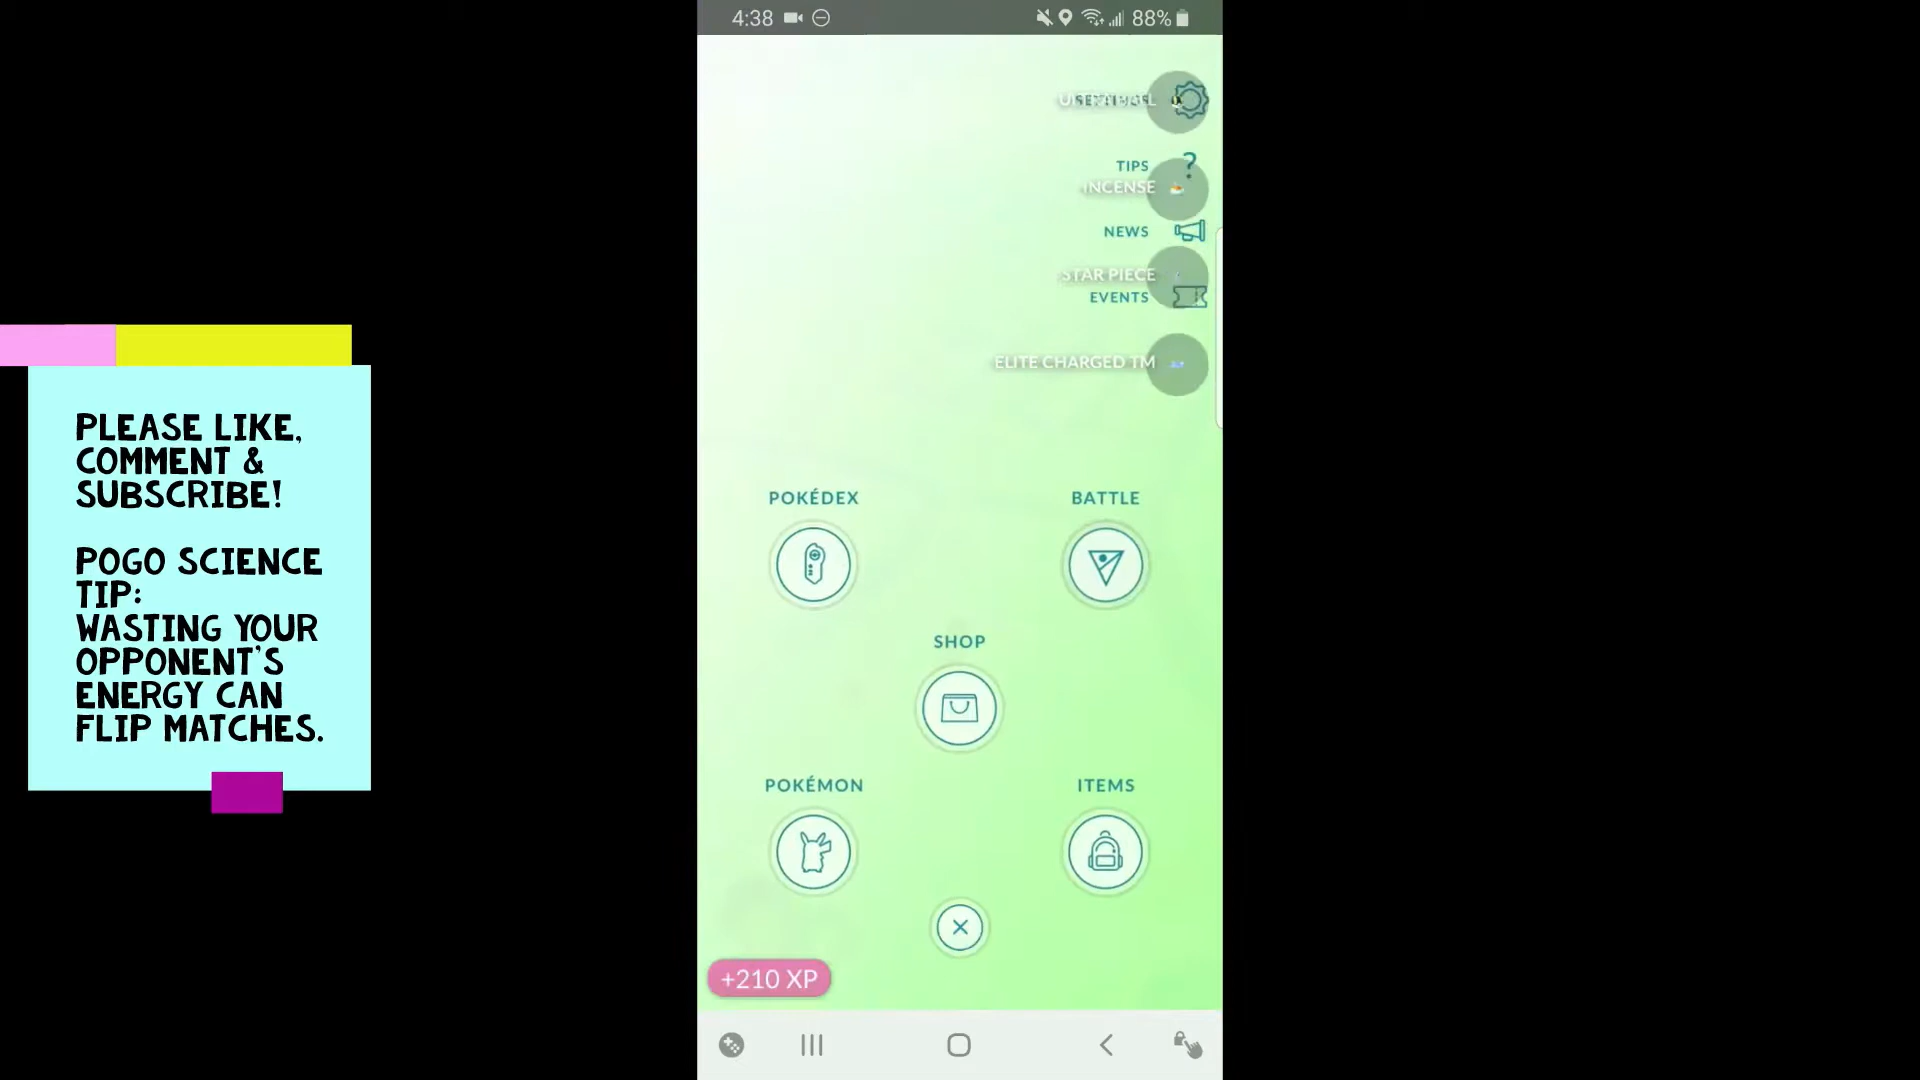 4:38
88%
PLEASE LIKE,
COMMENT &
SUBSCRIBE!
POGO SCIENCE
TIP:
WASTING YOUR
OPPONENT'S
ENERGY CAN
FLIP MATCHES.
TIPS
INCENSE
NEWS
STAR PIECE
EVENTS
ELITE CHARGED TM
POKÉDEX
BATTLE
SHOP
POKÉMON
ITEMS
+210 XP